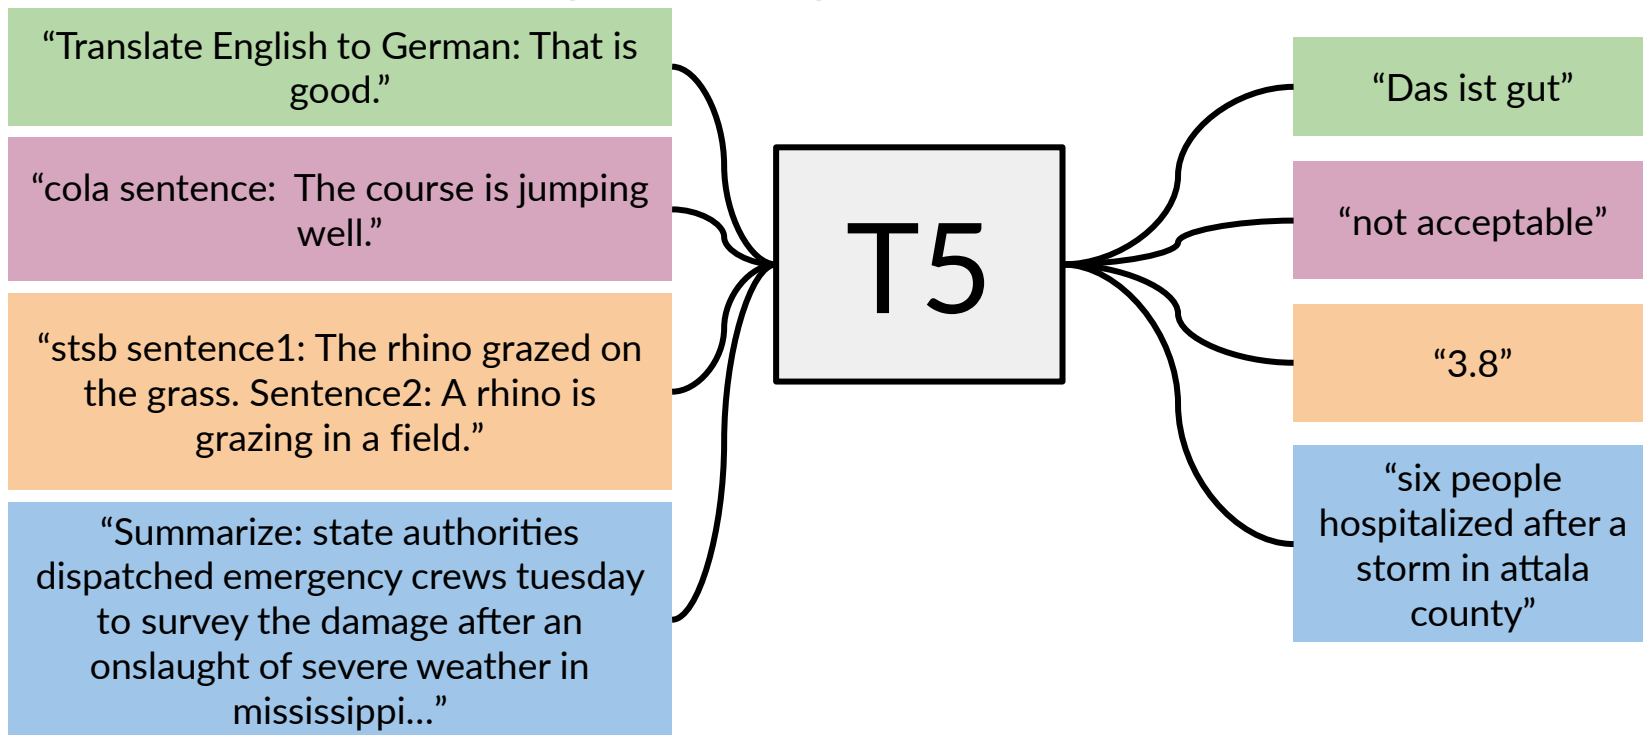 “Translate English to German: That is
good.”
“cola sentence:  The course is jumping
well.”
“stsb sentence1: The rhino grazed on
the grass. Sentence2: A rhino is
grazing in a field.”
“Summarize: state authorities
dispatched emergency crews tuesday
to survey the damage after an
onslaught of severe weather in
mississippi...”
T5
“Das ist gut”
“not acceptable”
“3.8”
“six people
hospitalized after a
storm in attala
county”